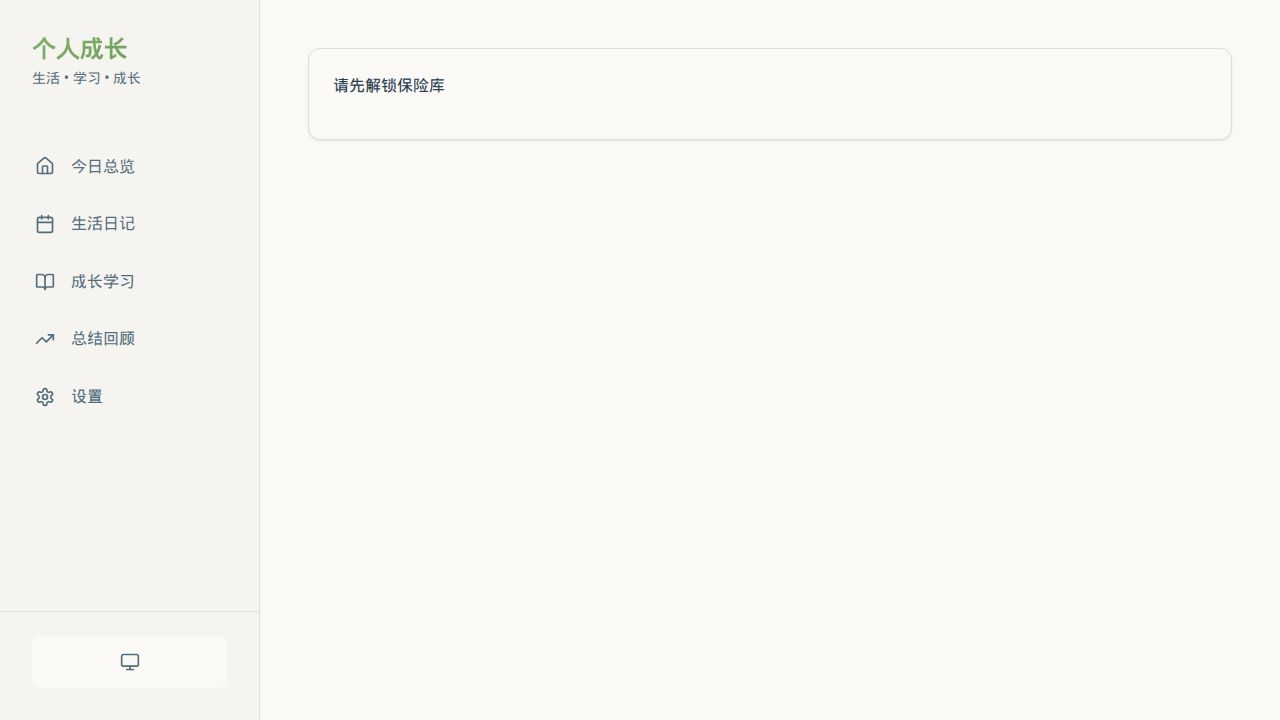 个人成长
生活 • 学习 • 成长
今日总览
生活日记
成长学习
总结回顾
设置
请先解锁保险库